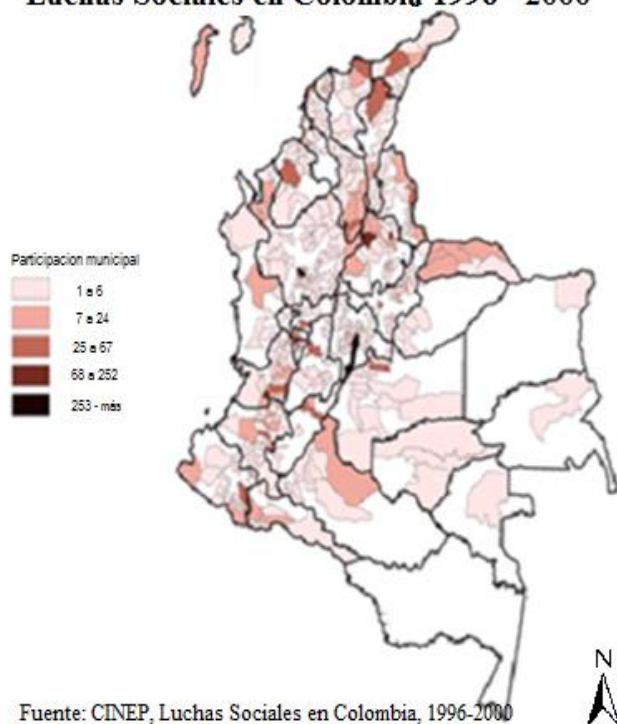 Luchas Sociales en Colombia 1996 - 2000
Participacion municipal
1 a 6
7 a 24
25 a 67
68 a 252
253 - más
N
Fuente: CINEP, Luchas Sociales en Colombia, 1996-2000